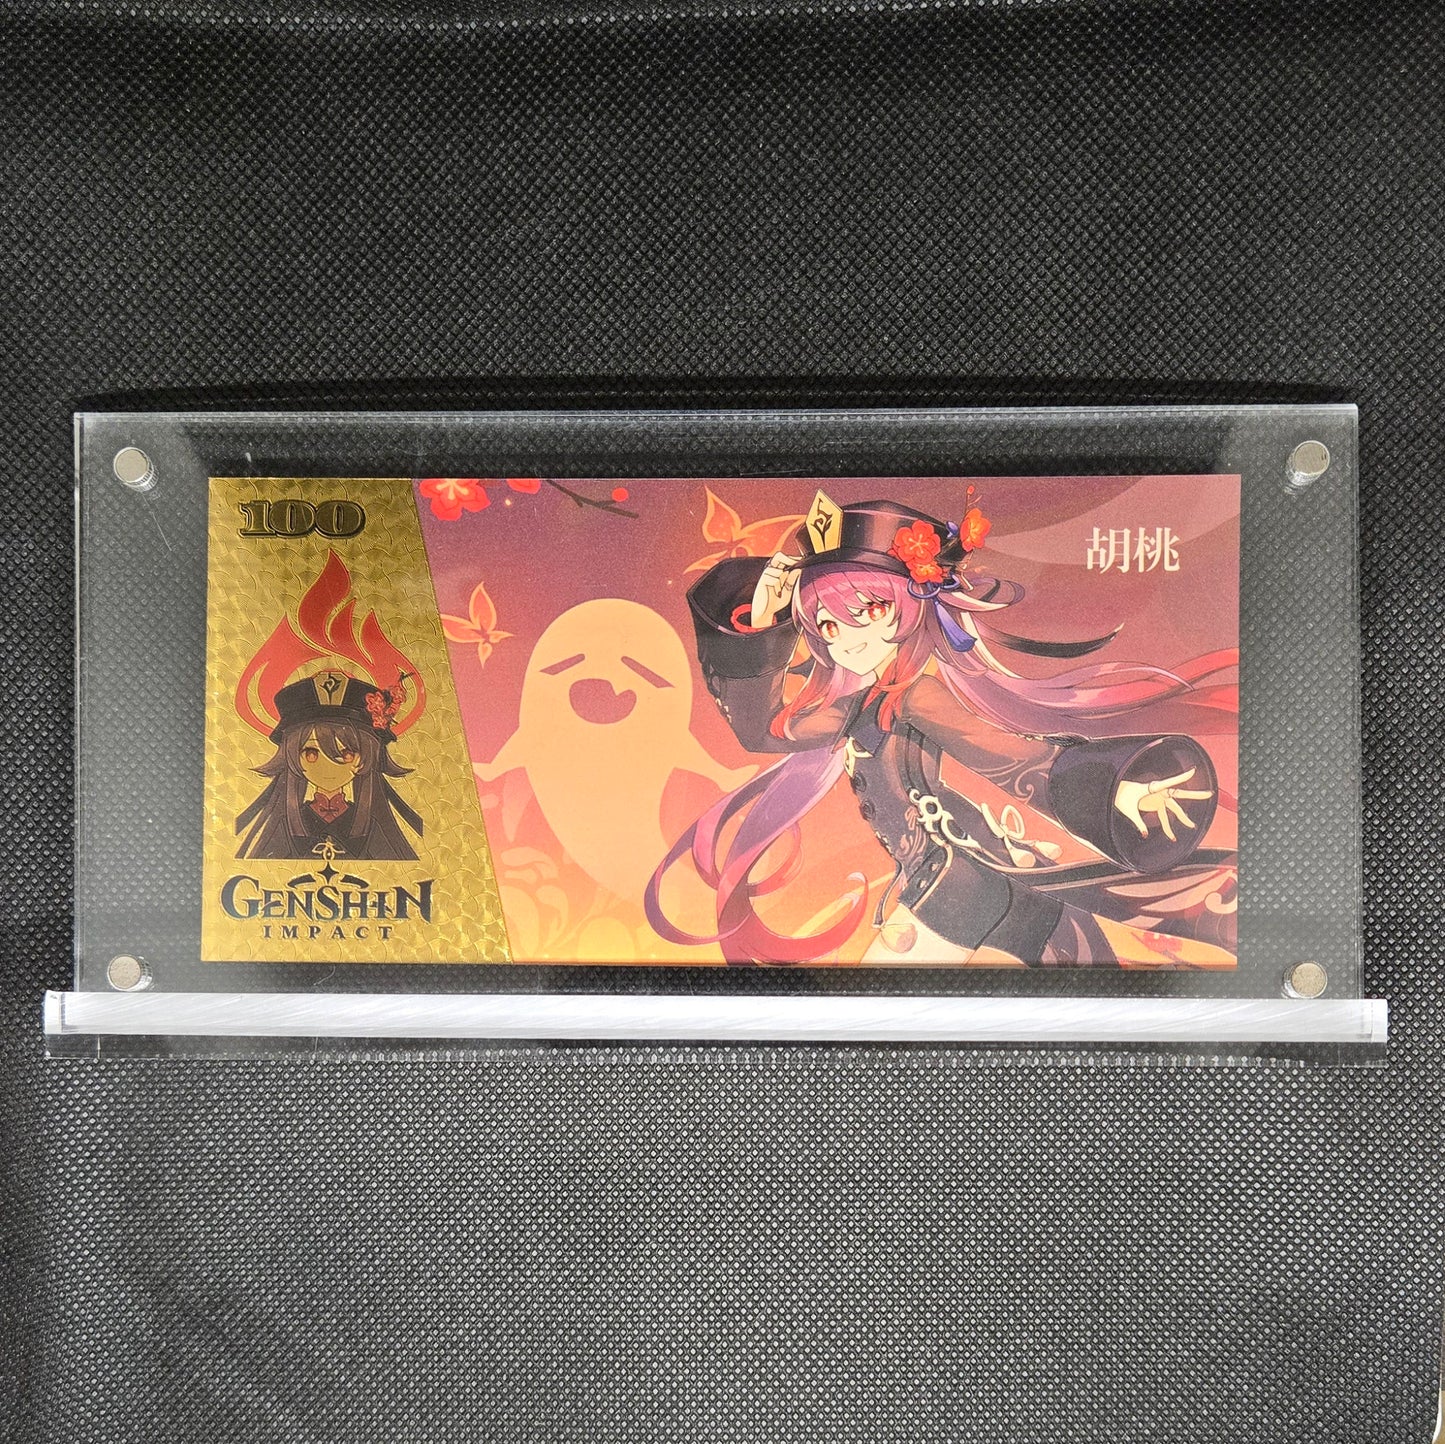 100
GENSHIN
IMPACT
胡桃